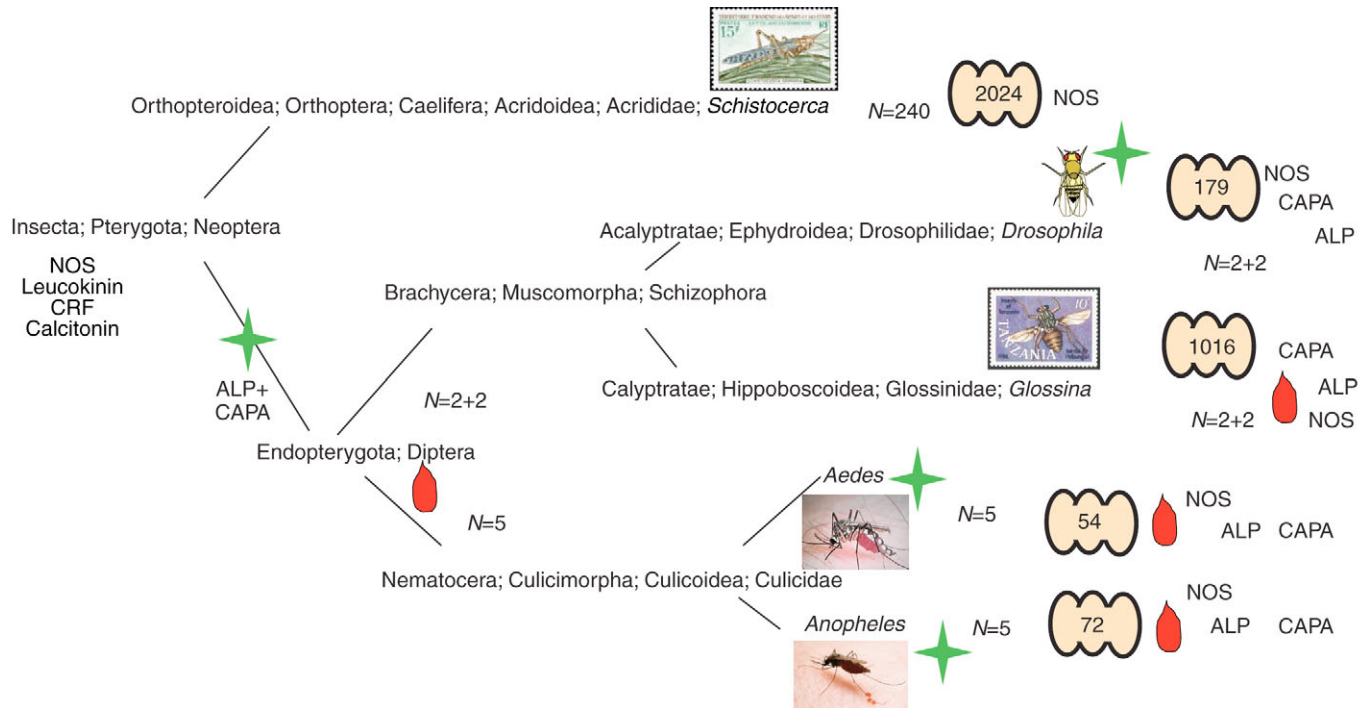 15F
Orthopteroidea; Orthoptera; Caelifera; Acridoidea; Acrididae; Schistocerca
N=240
2024
NOS
179
NOS
CAPA
ALP
N=2+2
Insecta; Pterygota; Neoptera
NOS
Leucokinin
CRF
Calcitonin
Acalyptratae; Ephydroidea; Drosophilidae; Drosophila
Brachycera; Muscomorpha; Schizophora
10
TANZANIA
1016
CAPA
ALP
NOS
N=2+2
ALP+
CAPA
N=2+2
Calyptratae; Hippoboscoidea; Glossinidae; Glossina
Endopterygota; Diptera
N=5
Aedes
N=5
54
NOS
ALP CAPA
Nematocera; Culicimorpha; Culicoidea; Culicidae
Anopheles
N=5
72
NOS
ALP CAPA